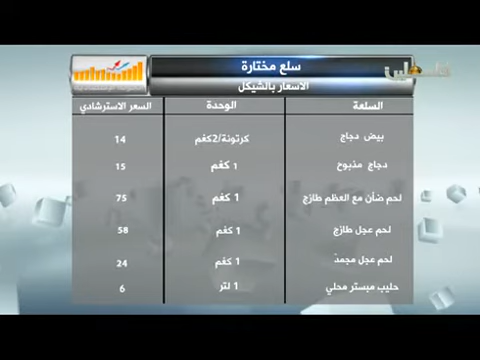 سلع مختارة
الاسعار بالشيكل
السلعة الوحدة السعر الاسترشادي
بيض دجاج كرتونة/2كغم 14
دجاج مذبوح 1 كغم 15
لحم ضأن مع العظم طازج 1 كغم 75
لحم عجل طازج 1 كغم 58
لحم عجل مجمد 1 كغم 24
حليب مبستر محلي 1 لتر 6
فلسطين